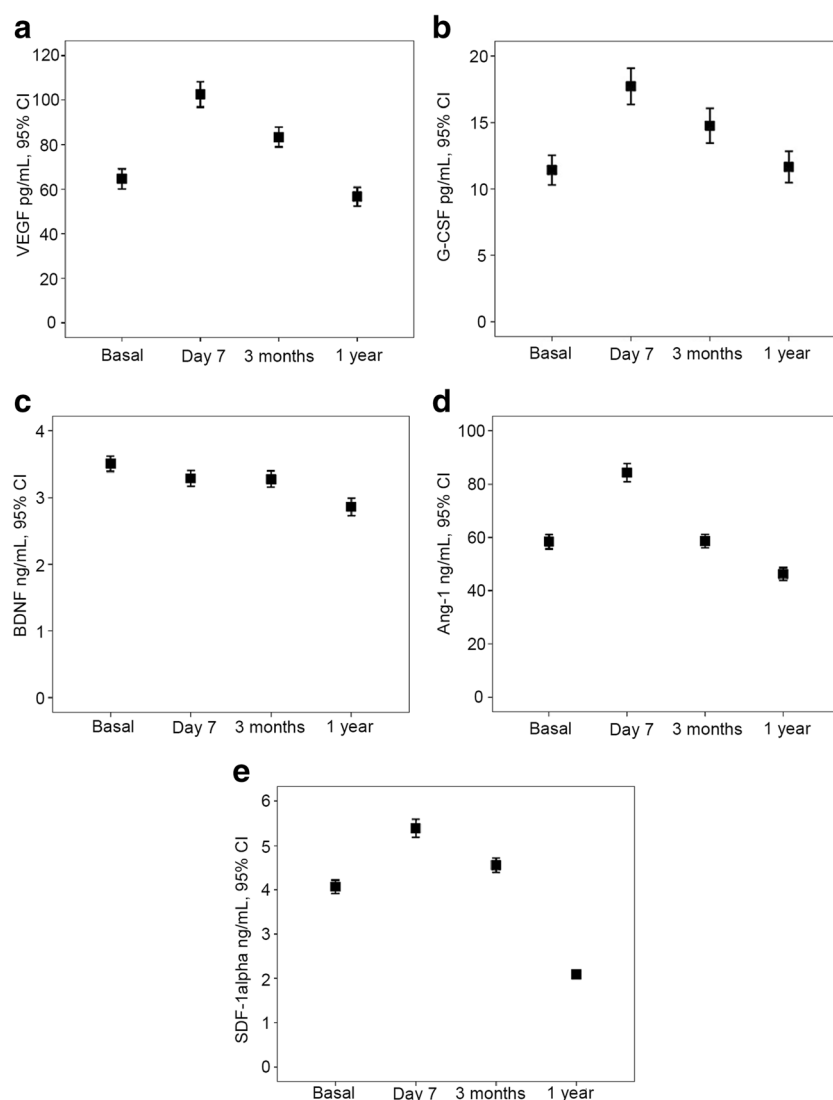 a
VEGF pg/mL, 95% CI
120
100
80
60
40
20
0
Basal Day 7 3 months 1 year
b
G-CSF pg/mL, 95% CI
20
15
10
5
0
Basal Day 7 3 months 1 year
c
BDNF ng/mL, 95% CI
4
3
2
1
0
Basal Day 7 3 months 1 year
d
Ang-1 ng/mL, 95% CI
100
80
60
40
20
0
Basal Day 7 3 months 1 year
e
SDF-1alpha ng/mL, 95% CI
6
5
4
3
2
1
0
Basal Day 7 3 months 1 year